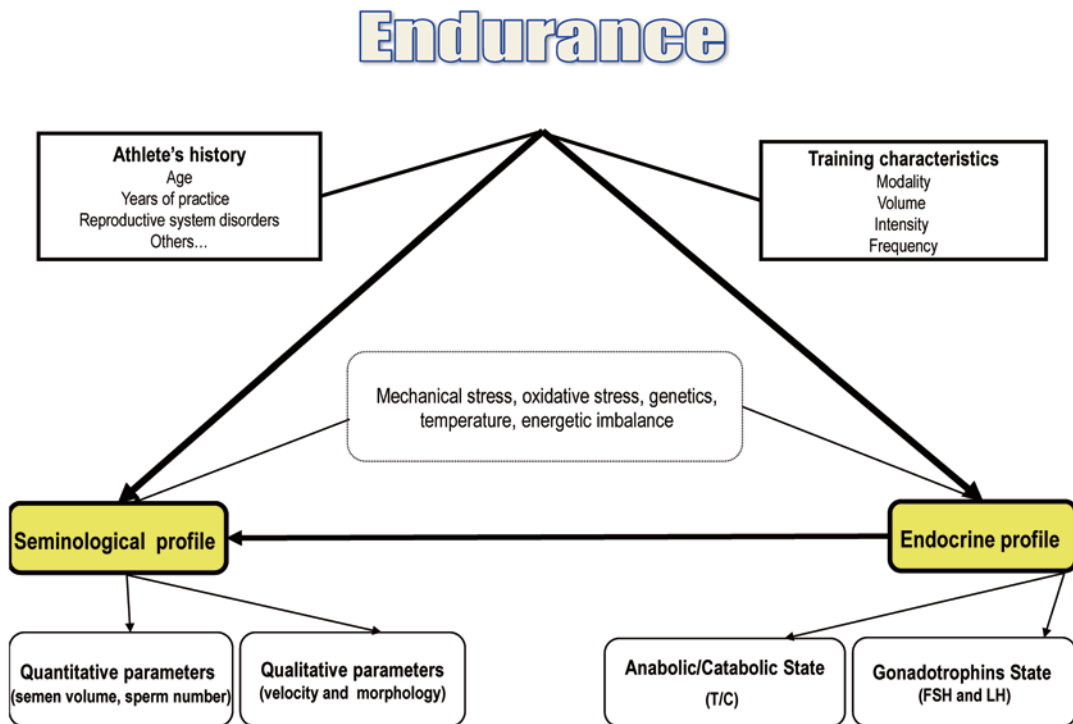 Endurance
Athlete's history
Age
Years of practice
Reproductive system disorders
Others…
Training characteristics
Modality
Volume
Intensity
Frequency
Mechanical stress, oxidative stress, genetics,
temperature, energetic imbalance
Seminological profile
Endocrine profile
Quantitative parameters
(semen volume, sperm number)
Qualitative parameters
(velocity and morphology)
Anabolic/Catabolic State
(T/C)
Gonadotrophins State
(FSH and LH)